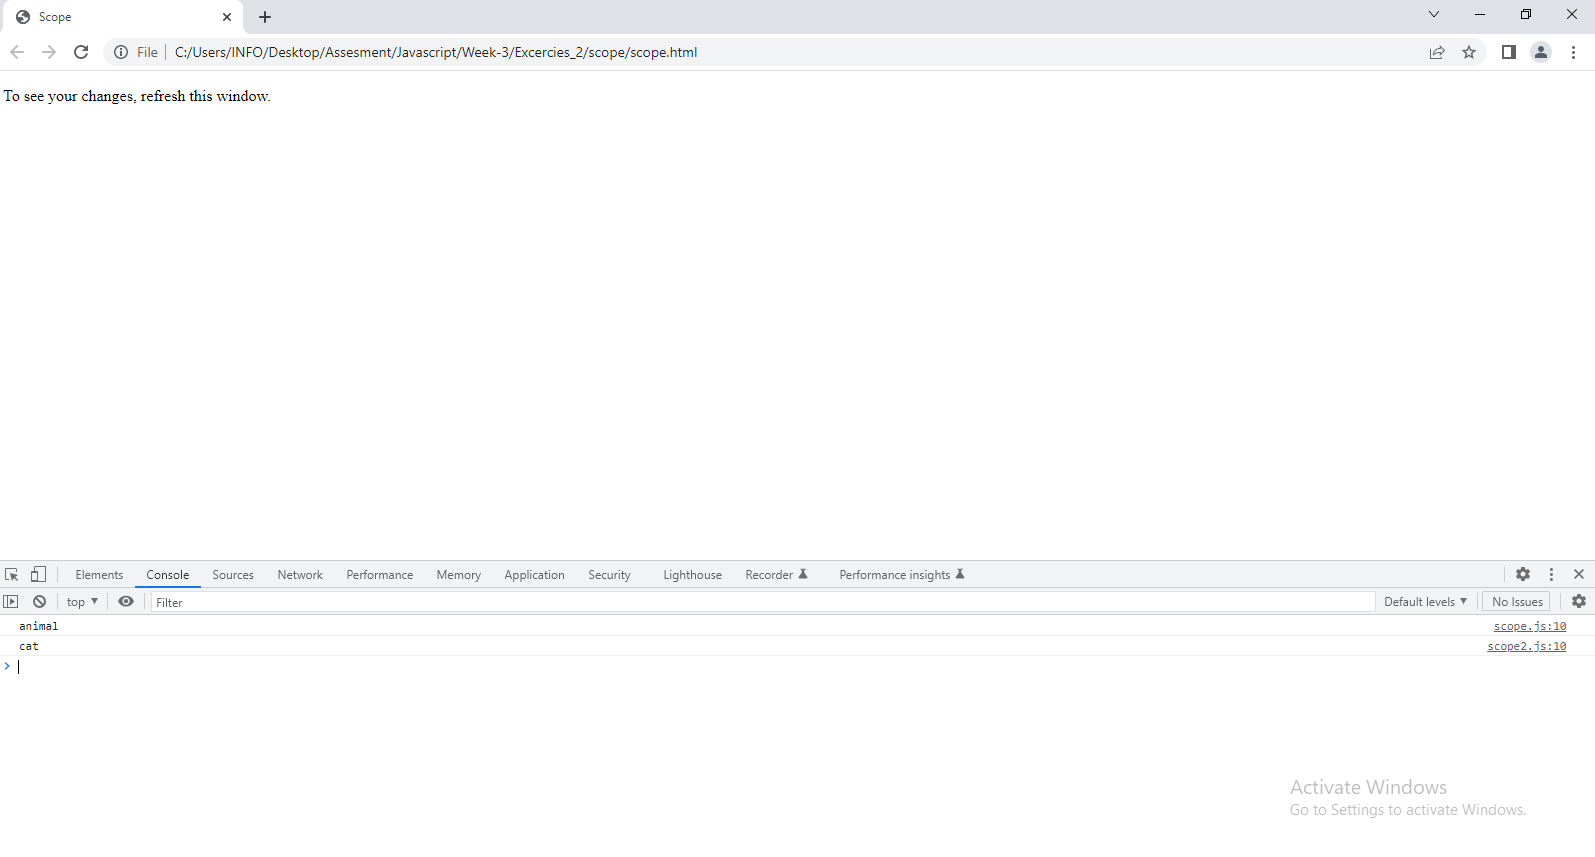 Scope
File C:/Users/INFO/Desktop/Assesment/Javascript/Week-3/Excercies_2/scope/scope.html
To see your changes, refresh this window.
Elements Console Sources Network Performance Memory Application Security Lighthouse Recorder Performance insights
top Filter Default levels No Issues
animal scope.js:10
cat scope2.js:10
Activate Windows
Go to Settings to activate Windows.